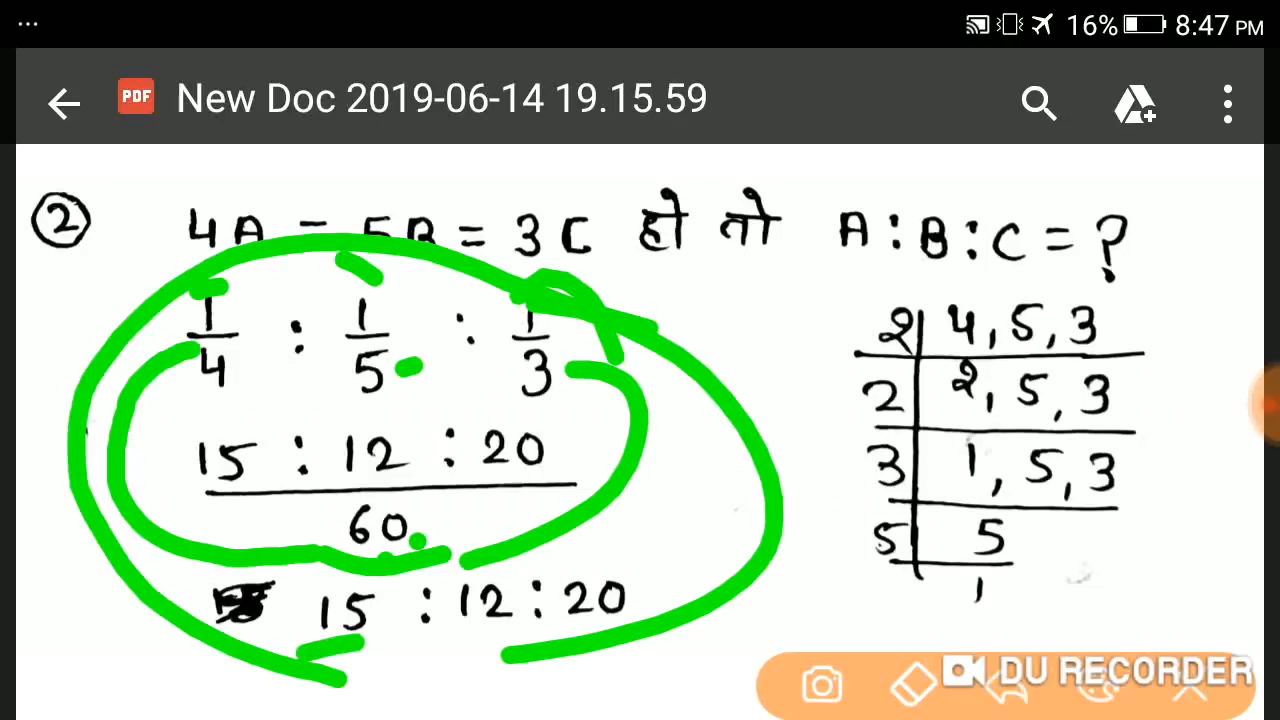 ... 16% 8:47 PM
PDF New Doc 2019-06-14 19.15.59
② 4A = 5B = 3C हो तो A:B:C = ?
1/4 : 1/5 : 1/3
15 : 12 : 20
60
15 : 12 : 20
2 | 4, 5, 3
2 | 2, 5, 3
3 | 1, 5, 3
5 | 5
1
DU RECORDER